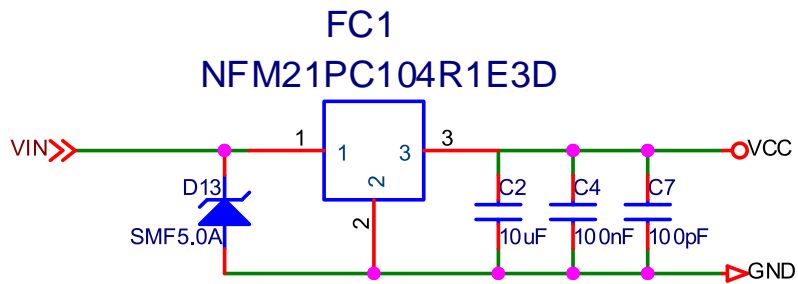 FC1
NFM21PC104R1E3D
VIN
1
1
3
3
VCC
2
2
D13
SMF5.0A
C2
10uF
C4
100nF
C7
100pF
GND